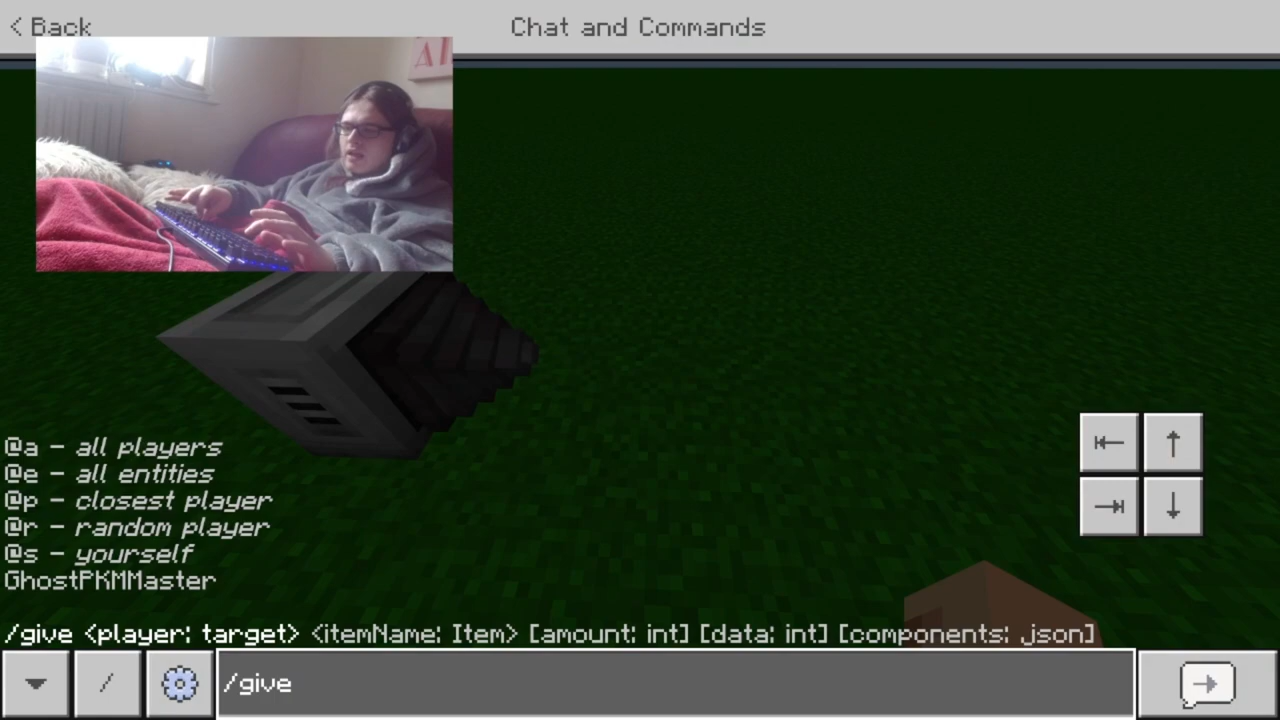 < Back
Chat and Commands
AI
@a - all players
@e - all entities
@p - closest player
@r - random player
@s - yourself
GhostPKMMaster
/give <player: target> <itemName: Item> [amount: int] [data: int] [components: .json]
/
/give